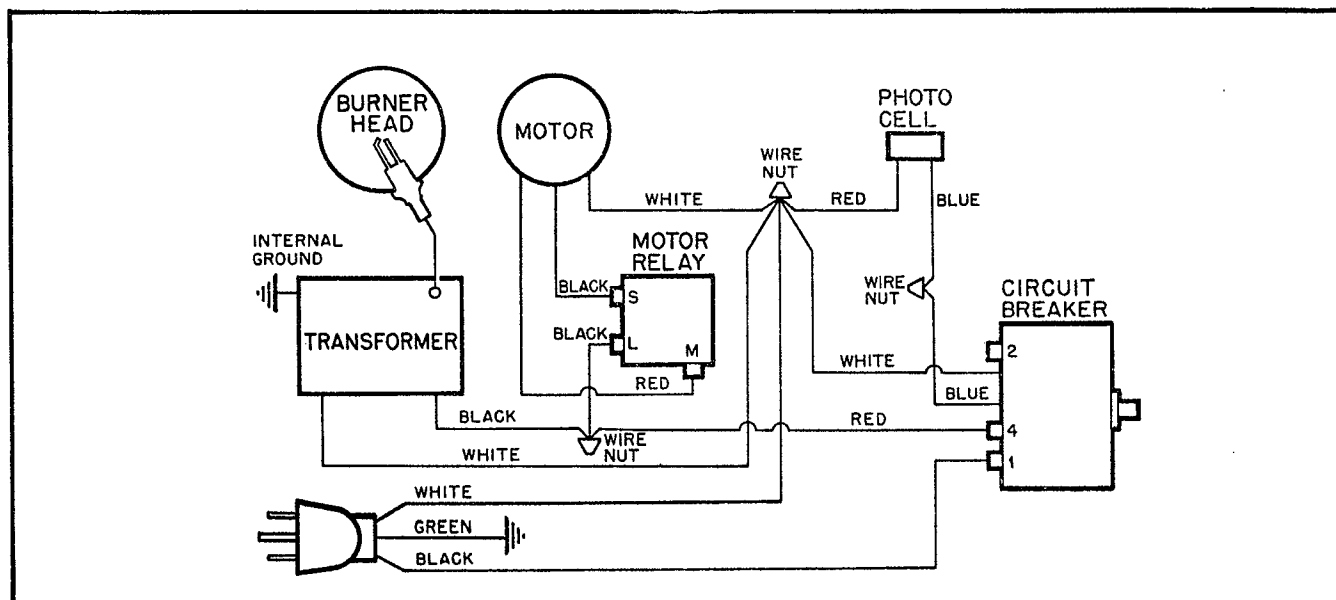 BURNER
HEAD
MOTOR
PHOTO
CELL
WIRE
NUT
WHITE
RED
BLUE
INTERNAL
GROUND
MOTOR
RELAY
BLACK
S
WIRE
NUT
CIRCUIT
BREAKER
TRANSFORMER
BLACK
L
M
2
WHITE
RED
BLUE
BLACK
RED
4
WIRE
NUT
WHITE
1
WHITE
GREEN
BLACK